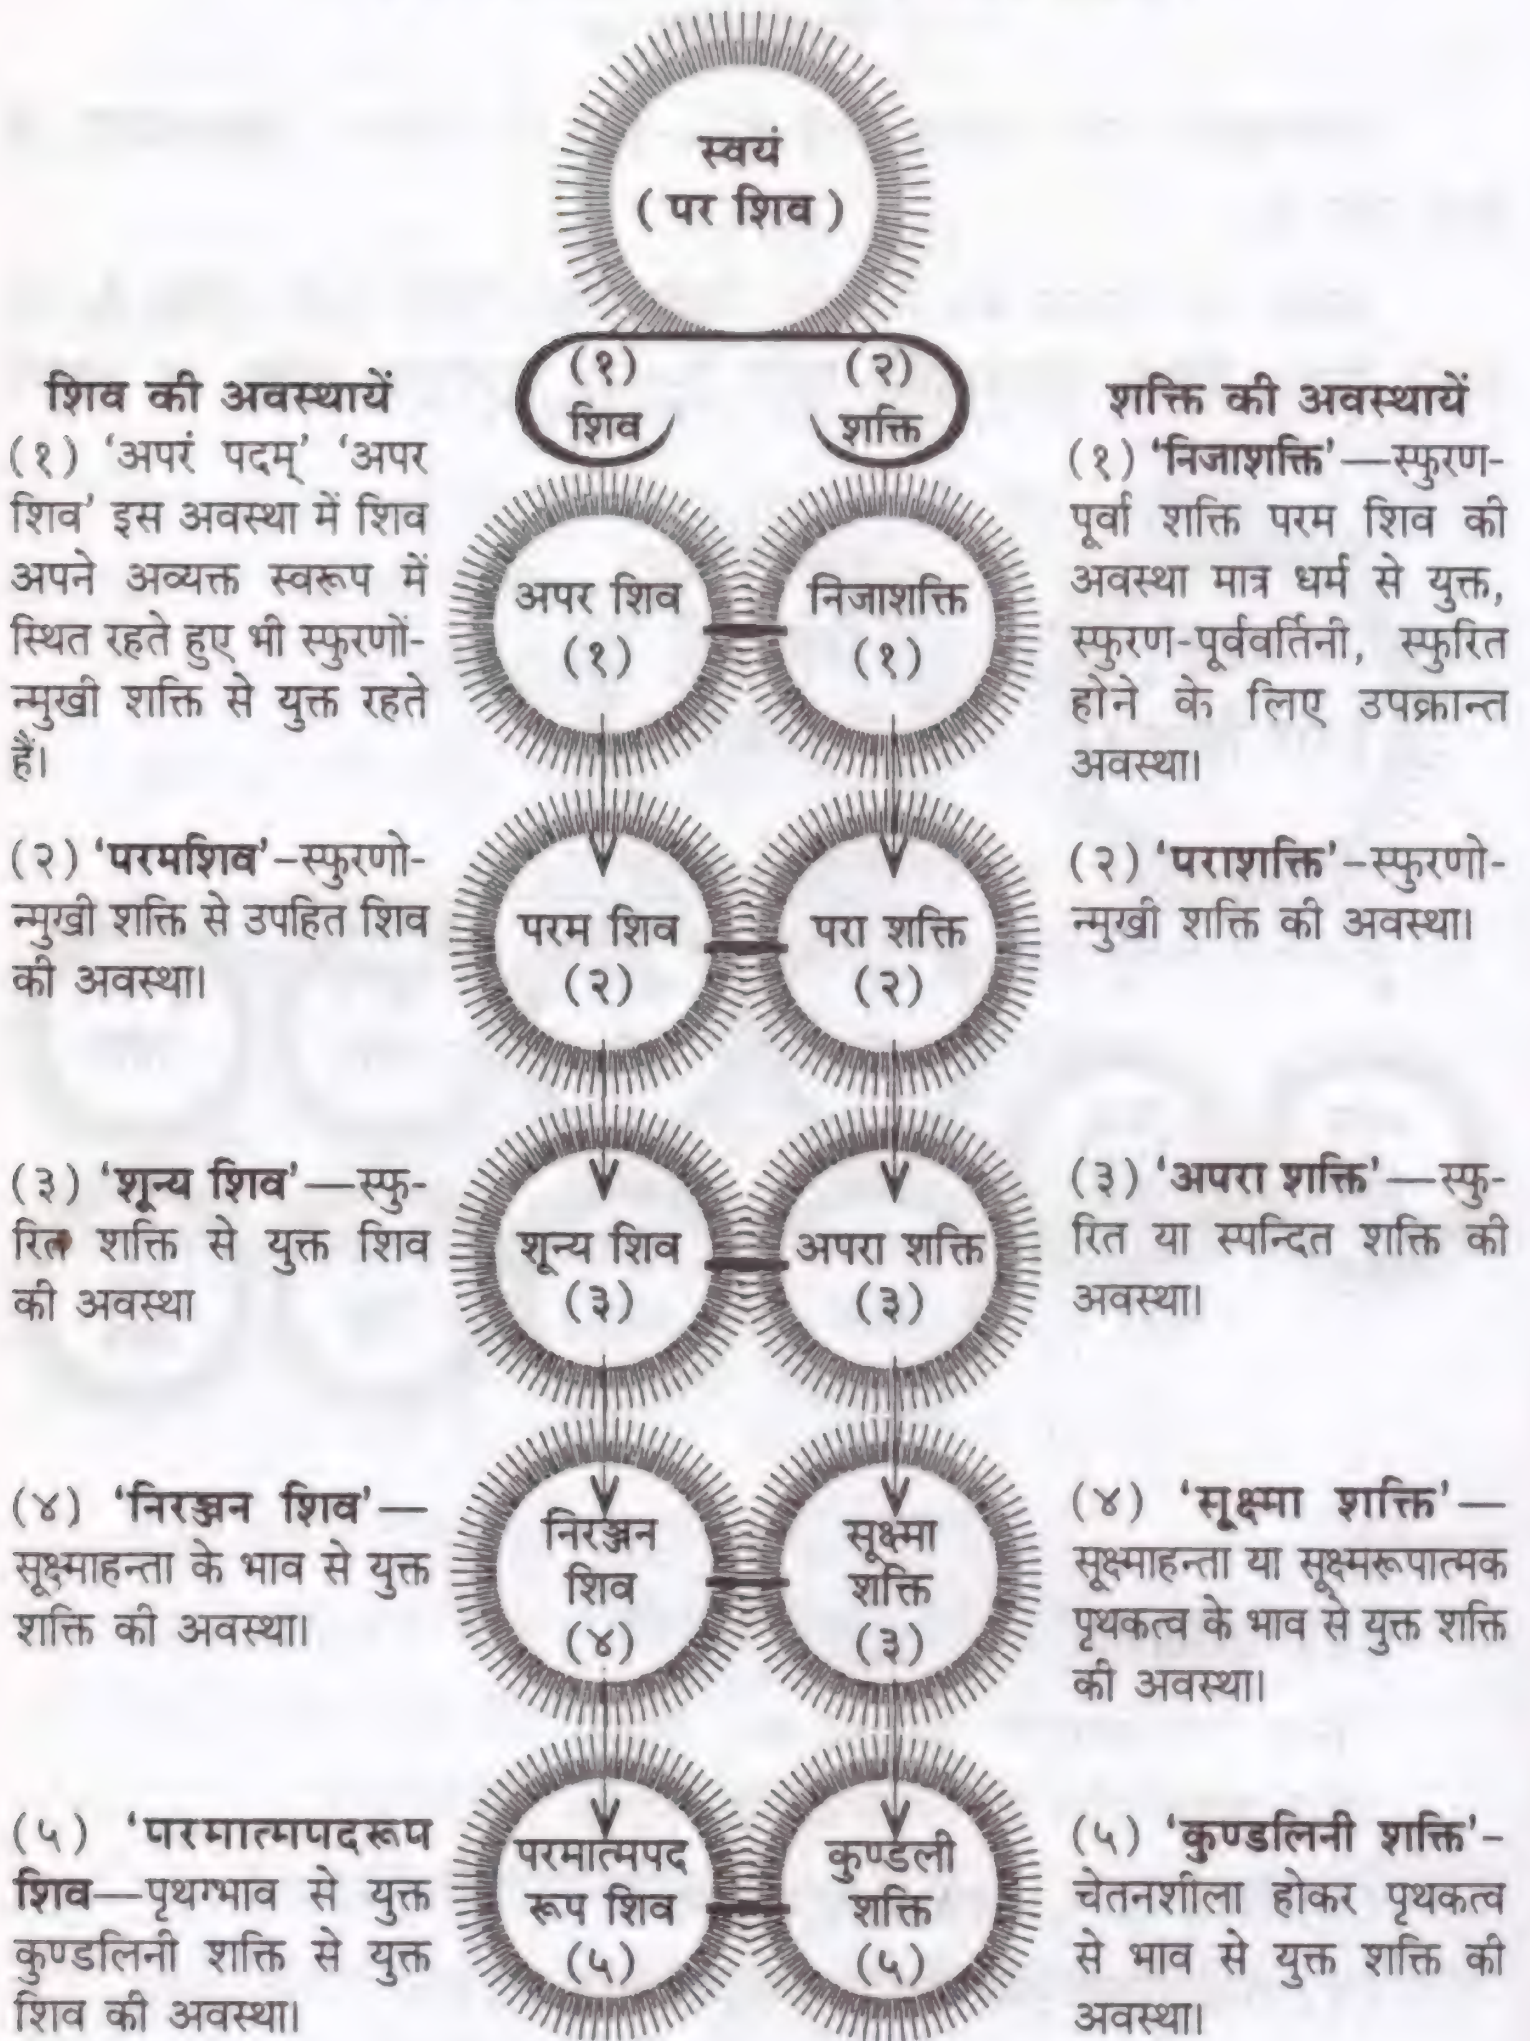 स्वयं
( पर शिव )
(१)
शिव
(२)
शक्ति
शिव की अवस्थायें
(१) ‘अपरं पदम्’ ‘अपर
शिव’ इस अवस्था में शिव
अपने अव्यक्त स्वरूप में
स्थित रहते हुए भी स्फुरणों-
न्मुखी शक्ति से युक्त रहते
हैं।
(२) ‘परमशिव’–स्फुरणो-
न्मुखी शक्ति से उपहित शिव
की अवस्था।
(३) ‘शून्य शिव’—स्फु-
रित शक्ति से युक्त शिव
की अवस्था
(४) ‘निरञ्जन शिव’—
सूक्ष्माहन्ता के भाव से युक्त
शक्ति की अवस्था।
(५) ‘परमात्मपदरूप
शिव—पृथग्भाव से युक्त
कुण्डलिनी शक्ति से युक्त
शिव की अवस्था।
अपर शिव
(१)
निजाशक्ति
(१)
परम शिव
(२)
परा शक्ति
(२)
शून्य शिव
(३)
अपरा शक्ति
(३)
निरञ्जन
शिव
(४)
सूक्ष्मा
शक्ति
(३)
परमात्मपद
रूप शिव
(५)
कुण्डली
शक्ति
(५)
शक्ति की अवस्थायें
(१) ‘निजाशक्ति’—स्फुरण-
पूर्वा शक्ति परम शिव की
अवस्था मात्र धर्म से युक्त,
स्फुरण-पूर्ववर्तिनी, स्फुरित
होने के लिए उपक्रान्त
अवस्था।
(२) ‘पराशक्ति’–स्फुरणो-
न्मुखी शक्ति की अवस्था।
(३) ‘अपरा शक्ति’—स्फु-
रित या स्पन्दित शक्ति की
अवस्था।
(४) ‘सूक्ष्मा शक्ति’—
सूक्ष्माहन्ता या सूक्ष्मरूपात्मक
पृथकत्व के भाव से युक्त शक्ति
की अवस्था।
(५) ‘कुण्डलिनी शक्ति’–
चेतनशीला होकर पृथकत्व
से भाव से युक्त शक्ति की
अवस्था।